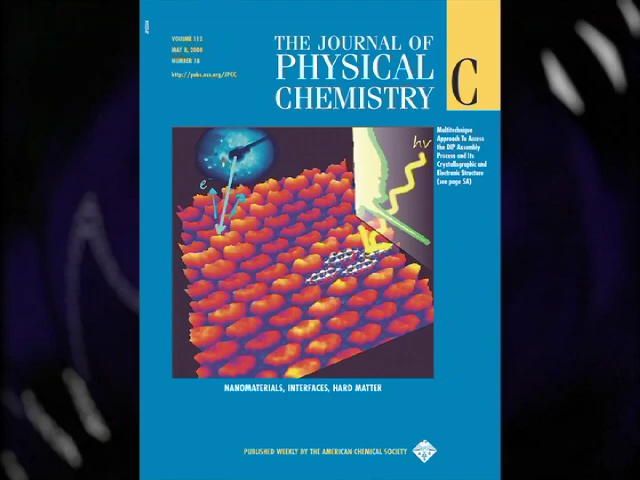 VOLUME 112
MAY 8, 2008
NUMBER 18
http://pubs.acs.org/JPCC
THE JOURNAL OF
PHYSICAL
CHEMISTRY
C
Multitechnique
Approach To Access
the DIP Assembly
Process and Its
Crystallographic and
Electronic Structure
(see page 5A)
hν
e
NANOMATERIALS, INTERFACES, HARD MATTER
PUBLISHED WEEKLY BY THE AMERICAN CHEMICAL SOCIETY